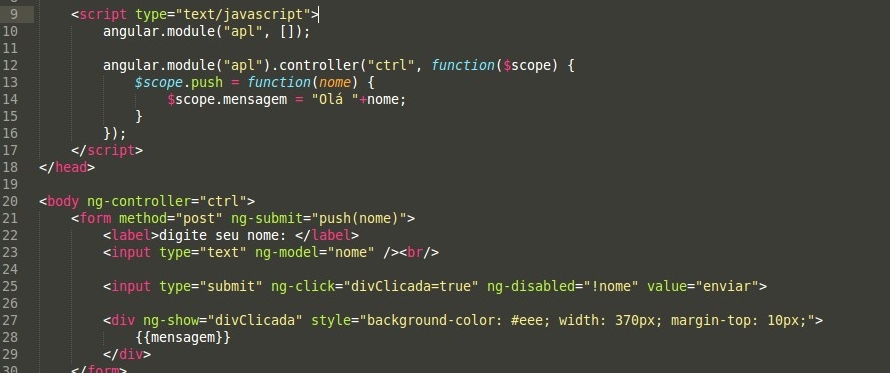 9 <script type="text/javascript">
10 angular.module("apl", []);
11
12 angular.module("apl").controller("ctrl", function($scope) {
13 $scope.push = function(nome) {
14 $scope.mensagem = "Olá "+nome;
15 }
16 });
17 </script>
18 </head>
19
20 <body ng-controller="ctrl">
21 <form method="post" ng-submit="push(nome)">
22 <label>digite seu nome: </label>
23 <input type="text" ng-model="nome" /><br/>
24
25 <input type="submit" ng-click="divClicada=true" ng-disabled="!nome" value="enviar">
26
27 <div ng-show="divClicada" style="background-color: #eee; width: 370px; margin-top: 10px;">
28 {{mensagem}}
29 </div>
30 </form>